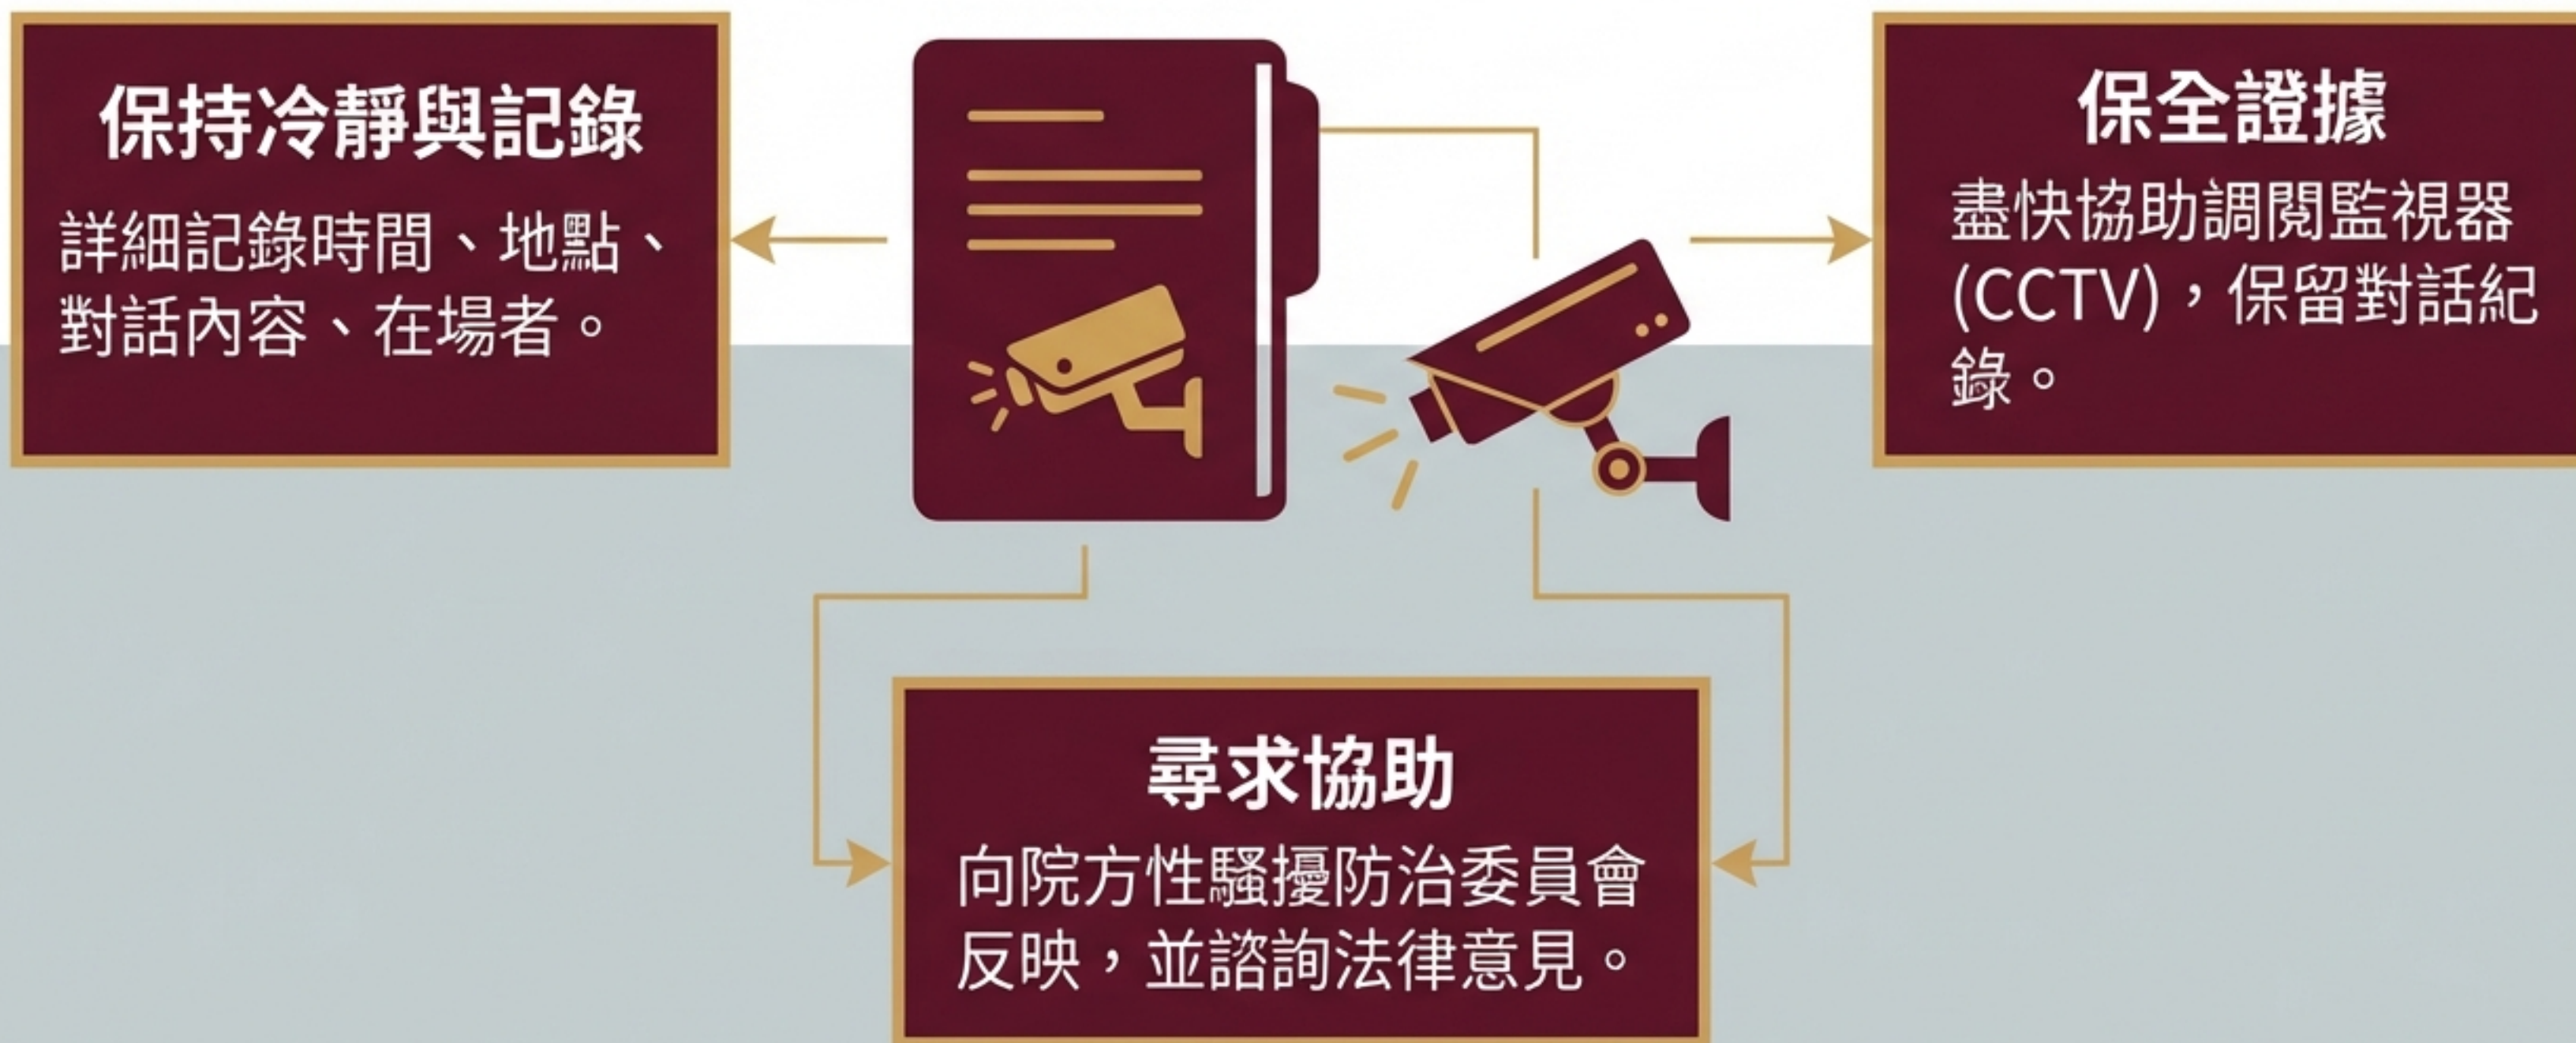 保持冷靜與記錄
詳細記錄時間、地點、
對話內容、在場者。
保全證據
盡快協助調閱監視器
(CCTV)，保留對話紀
錄。
尋求協助
向院方性騷擾防治委員會
反映，並諮詢法律意見。